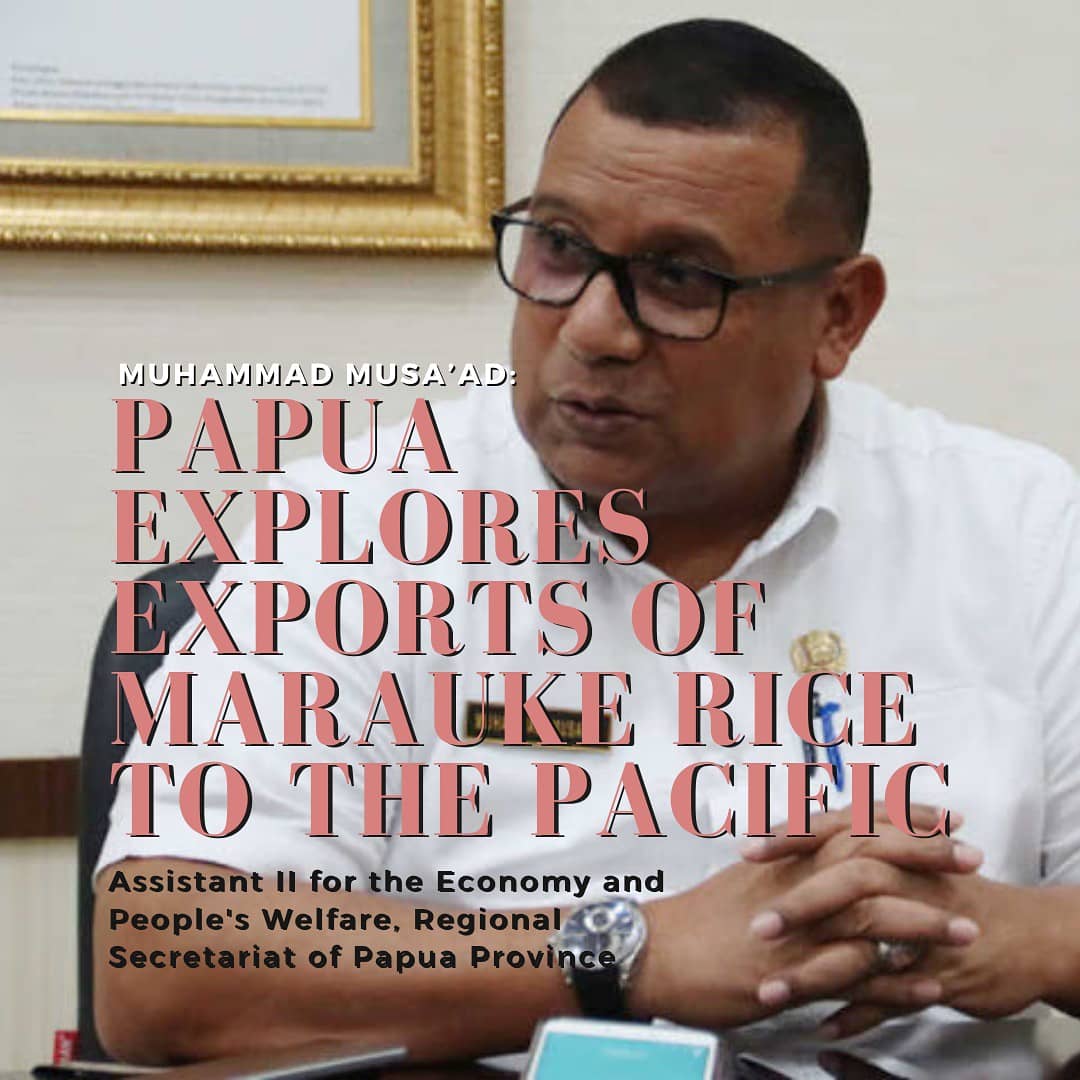 MUHAMMAD MUSA'AD:
PAPUA
EXPLORES
EXPORTS OF
MARAUKE RICE
TO THE PACIFIC
Assistant II for the Economy and
People's Welfare, Regional
Secretariat of Papua Province